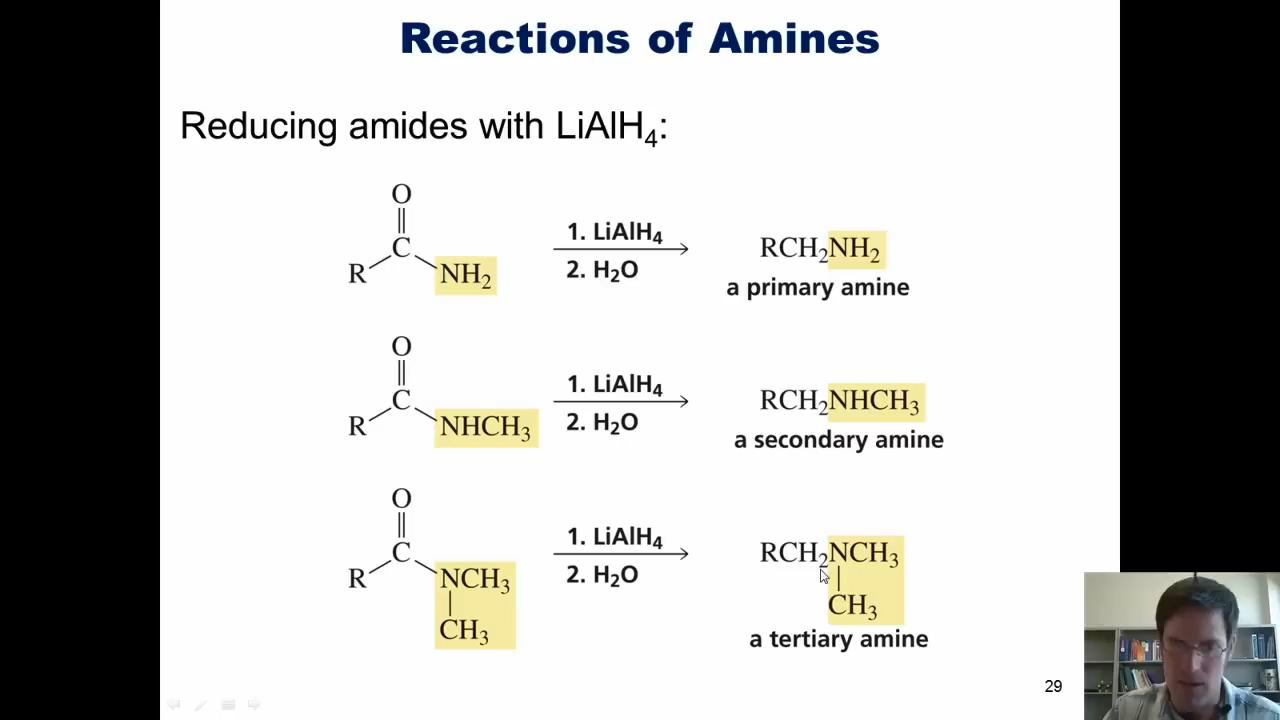 Reactions of Amines
Reducing amides with LiAlH₄:
O
C
R
NH₂
1. LiAlH₄
2. H₂O
RCH₂NH₂
a primary amine
O
C
R
NHCH₃
1. LiAlH₄
2. H₂O
RCH₂NHCH₃
a secondary amine
O
C
R
NCH₃
CH₃
1. LiAlH₄
2. H₂O
RCH₂NCH₃
CH₃
a tertiary amine
29